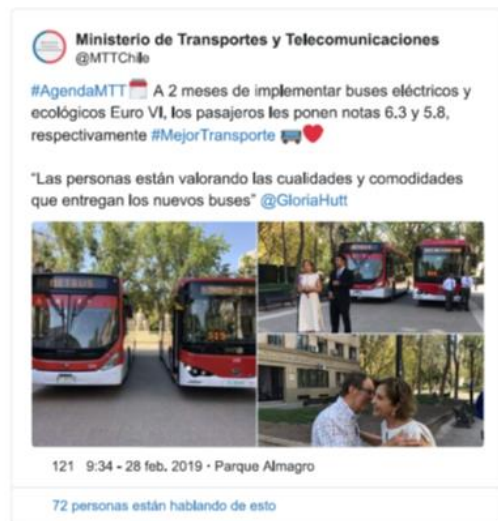 Ministerio de Transportes y Telecomunicaciones
@MTTChile
#AgendaMTT A 2 meses de implementar buses eléctricos y
ecológicos Euro VI, los pasajeros les ponen notas 6.3 y 5.8,
respectivamente #MejorTransporte
“Las personas están valorando las cualidades y comodidades
que entregan los nuevos buses” @GloriaHutt
121 9:34 - 28 feb. 2019 · Parque Almagro
72 personas están hablando de esto